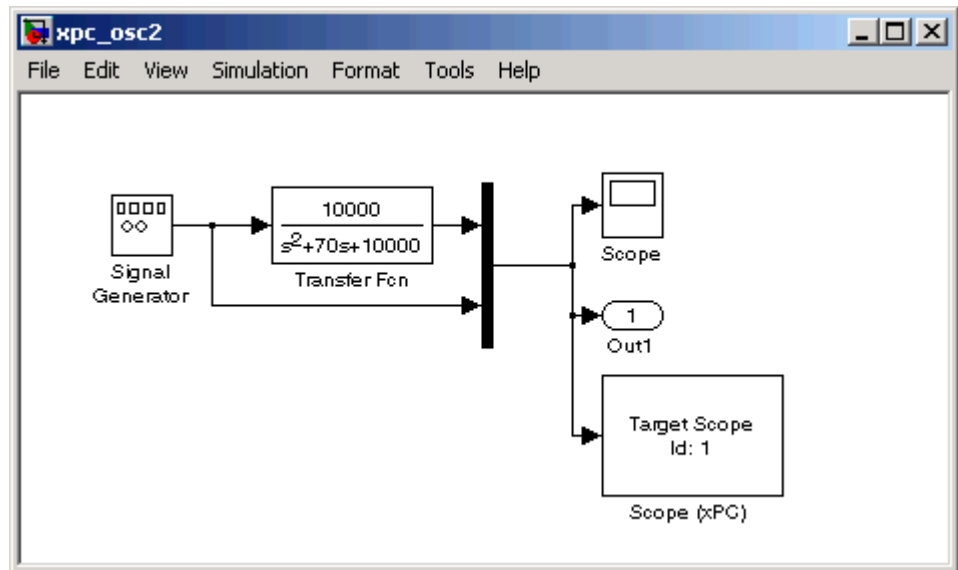 xpc_osc2
File Edit View Simulation Format Tools Help
Signal
Generator
10000
s²+70s+10000
Transfer Fcn
Scope
1
Out1
Target Scope
Id: 1
Scope (xPC)